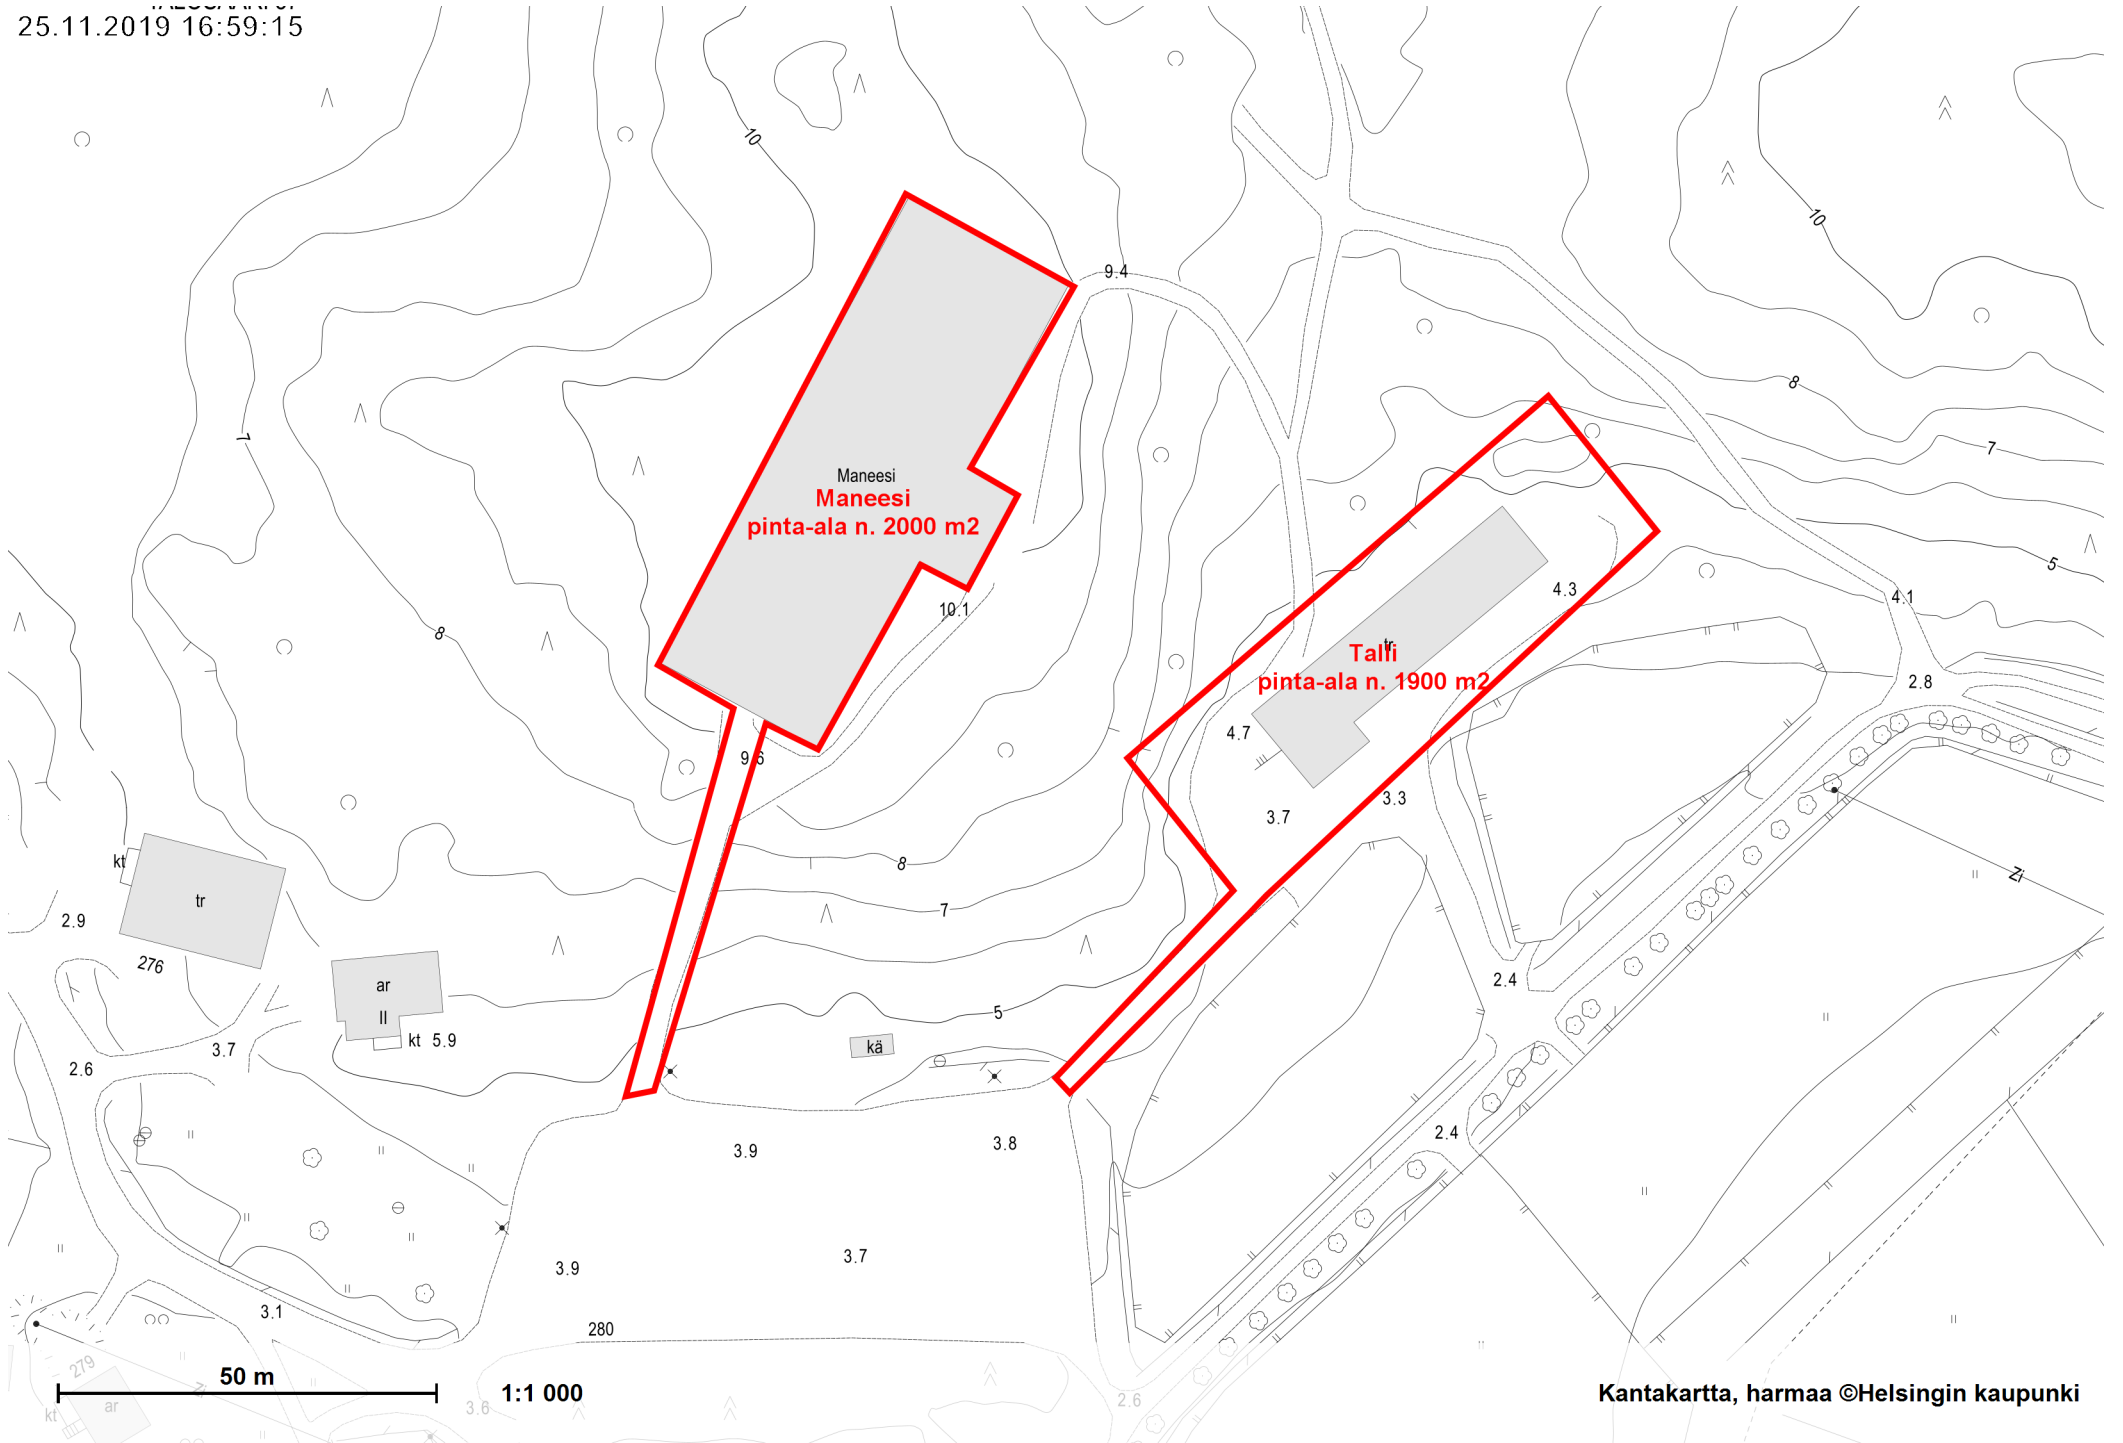 25.11.2019 16:59:15
10
10
9.4
8
7
7
Maneesi
Maneesi
pinta-ala n. 2000 m2
5
4.3
4.1
10.1
8
tr
Talli
pinta-ala n. 1900 m2
2.8
4.7
9.6
3.3
3.7
kt
8
tr
7
Zi
2.9
276
ar
2.4
II
5
kt 5.9
3.7
kä
2.6
2.4
3.9
3.8
3.7
3.9
3.1
280
279
50 m
Zi
1:1 000
Kantakartta, harmaa ©Helsingin kaupunki
2.6
3.6
ar
kt